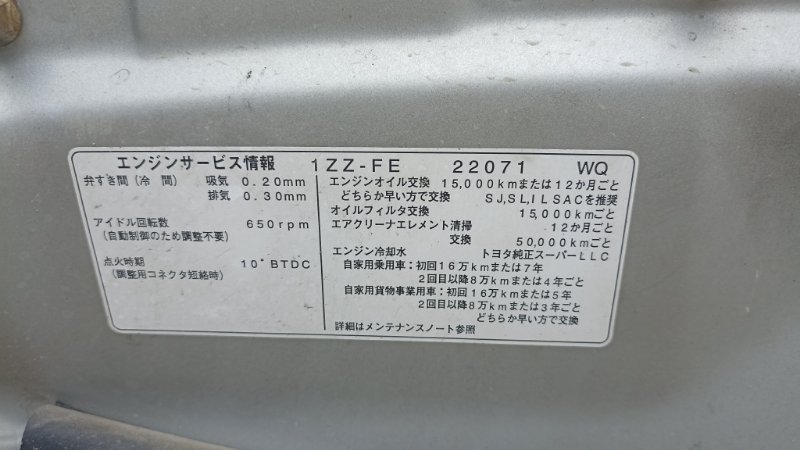 エンジンサービス情報 1ZZ-FE 22071 WQ
弁すき間(冷 間) 吸気 0.20mm
排気 0.30mm
アイドル回転数 650rpm
(自動制御のため調整不要)
点火時期 10°BTDC
(調整用コネクタ短絡時)
エンジンオイル交換 15,000kmまたは12か月ごと
どちらか早い方で交換 SJ,SL,ILSACを推奨
オイルフィルタ交換 15,000kmごと
エアクリーナエレメント清掃 12か月ごと
交換 50,000kmごと
エンジン冷却水 トヨタ純正スーパーLLC
自家用乗用車:初回16万kmまたは7年
2回目以降8万kmまたは4年ごと
自家用貨物事業用車:初回16万kmまたは5年
2回目以降8万kmまたは3年ごと
どちらか早い方で交換
詳細はメンテナンスノート参照